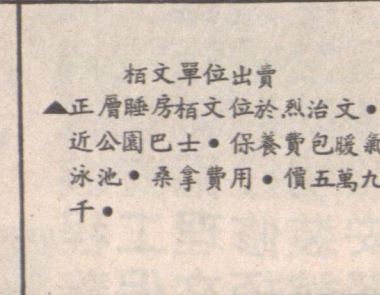 栢文單位出賣
▲正層睡房栢文位於烈治文●
近公園巴士●保養費包暖氣
泳池●桑拿費用●價五萬九
千●